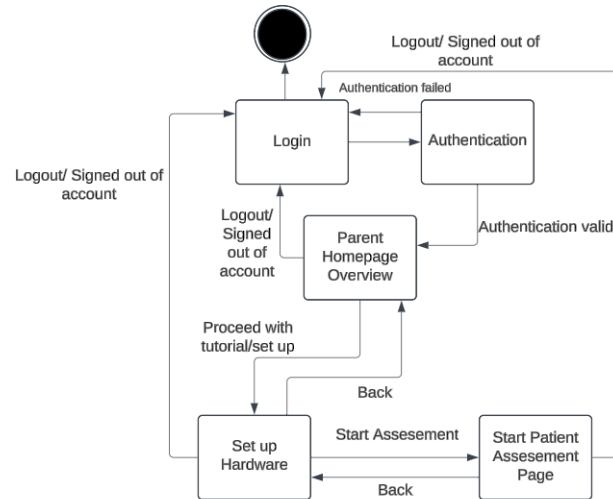 Logout/ Signed out of
account
Authentication failed
Login
Authentication
Logout/ Signed out of
account
Logout/
Signed
out of
account
Parent
Homepage
Overview
Authentication valid
Proceed with
tutorial/set up
Back
Set up
Hardware
Start Assesement
Start Patient
Assesement
Page
Back